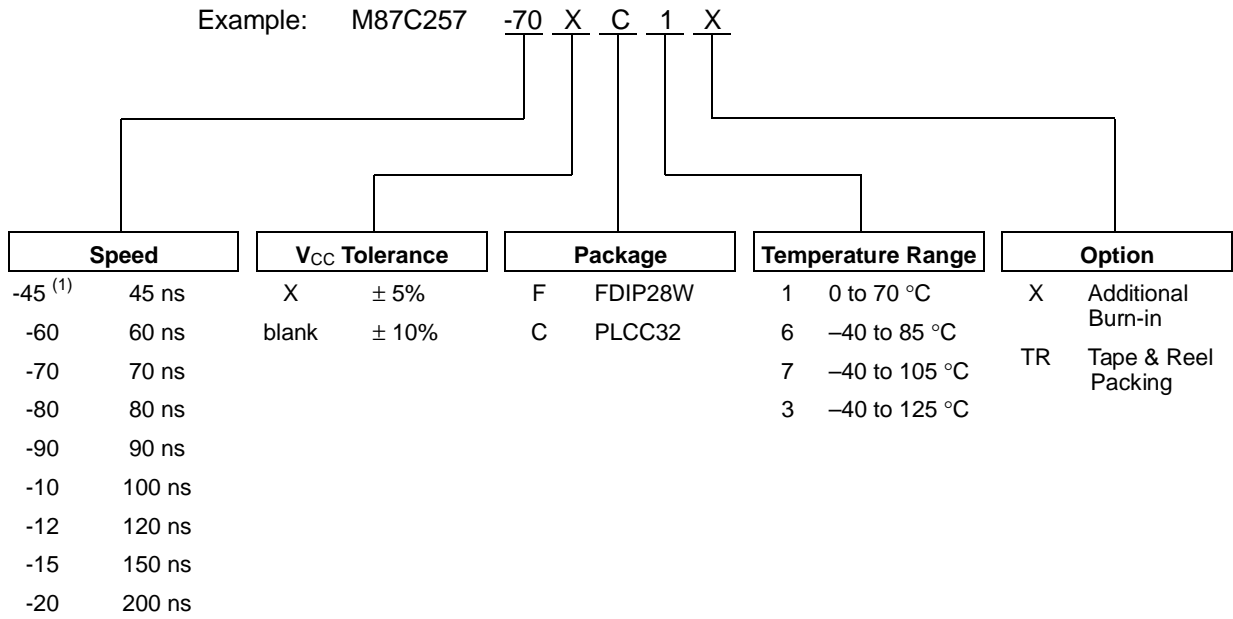 Example: M87C257 -70 X C 1 X
Speed
-45 (1) 45 ns
-60 60 ns
-70 70 ns
-80 80 ns
-90 90 ns
-10 100 ns
-12 120 ns
-15 150 ns
-20 200 ns
VCC Tolerance
X ± 5%
blank ± 10%
Package
F FDIP28W
C PLCC32
Temperature Range
1 0 to 70 °C
6 –40 to 85 °C
7 –40 to 105 °C
3 –40 to 125 °C
Option
X Additional
Burn-in
TR Tape & Reel
Packing